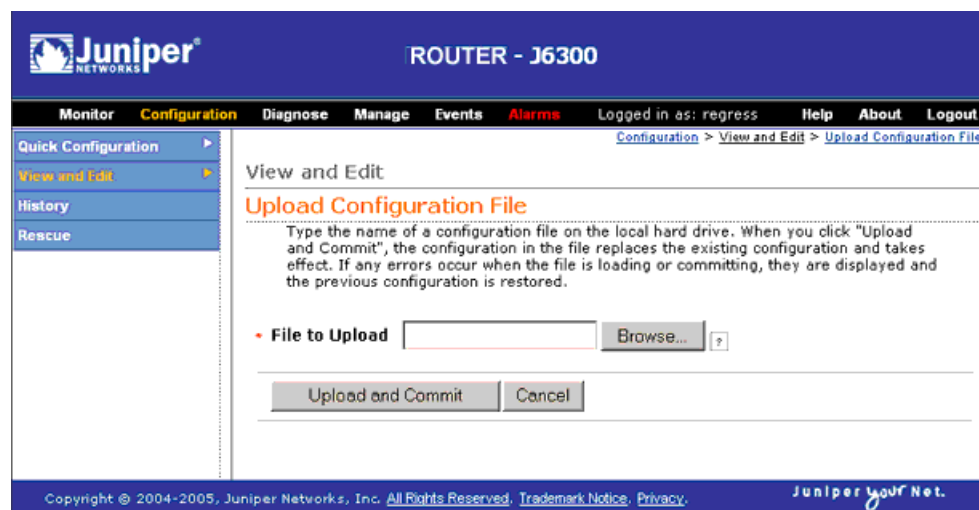 Juniper®
NETWORKS
ROUTER - J6300
Monitor Configuration Diagnose Manage Events Alarms Logged in as: regress Help About Logout
Configuration > View and Edit > Upload Configuration File
Quick Configuration
View and Edit
History
Rescue
View and Edit
Upload Configuration File
Type the name of a configuration file on the local hard drive. When you click "Upload
and Commit", the configuration in the file replaces the existing configuration and takes
effect. If any errors occur when the file is loading or committing, they are displayed and
the previous configuration is restored.
* File to Upload Browse... ?
Upload and Commit Cancel
Copyright © 2004-2005, Juniper Networks, Inc. All Rights Reserved. Trademark Notice. Privacy.
Juniper your Net.